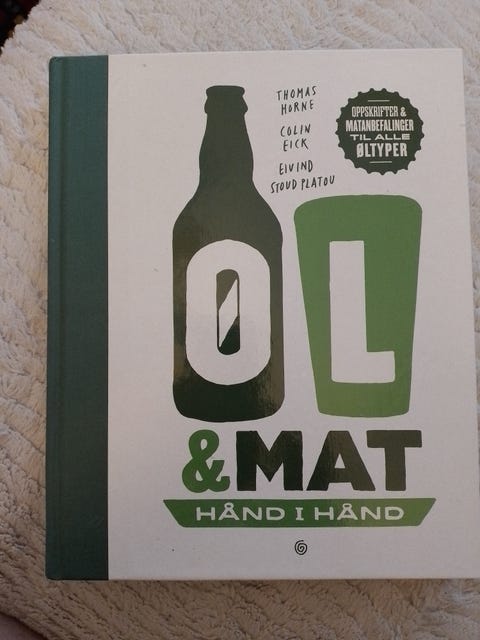 THOMAS
HORNE
COLIN
EICK
EIVIND
STOUD PLATOU
OPPSKRIFTER &
MATANBEFALINGER
TIL ALLE
ØLTYPER
ØL
&MAT
HÅND I HÅND